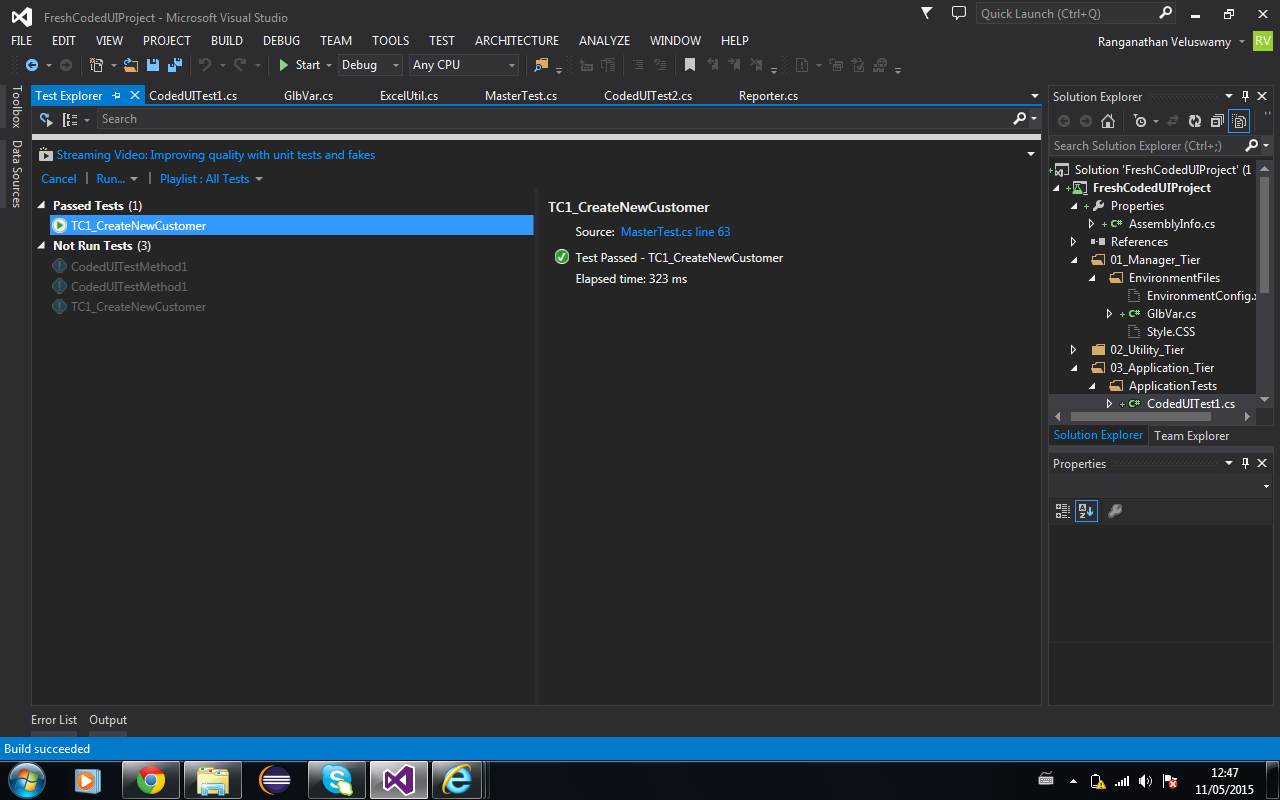 FreshCodedUIProject - Microsoft Visual Studio
Quick Launch (Ctrl+Q)
FILE EDIT VIEW PROJECT BUILD DEBUG TEAM TOOLS TEST ARCHITECTURE ANALYZE WINDOW HELP
Ranganathan Veluswamy
RV
Start
Debug
Any CPU
Toolbox
Data Sources
Test Explorer
CodedUITest1.cs
GlbVar.cs
ExcelUtil.cs
MasterTest.cs
CodedUITest2.cs
Reporter.cs
Search
Streaming Video: Improving quality with unit tests and fakes
Cancel | Run... | Playlist : All Tests
Passed Tests (1)
TC1_CreateNewCustomer
Not Run Tests (3)
CodedUITestMethod1
CodedUITestMethod1
TC1_CreateNewCustomer
TC1_CreateNewCustomer
Source: MasterTest.cs line 63
Test Passed - TC1_CreateNewCustomer
Elapsed time: 323 ms
Solution Explorer
Search Solution Explorer (Ctrl+;)
Solution 'FreshCodedUIProject' (1
FreshCodedUIProject
Properties
C# AssemblyInfo.cs
References
01_Manager_Tier
EnvironmentFiles
EnvironmentConfig.x
C# GlbVar.cs
Style.CSS
02_Utility_Tier
03_Application_Tier
ApplicationTests
C# CodedUITest1.cs
Solution Explorer
Team Explorer
Properties
Error List
Output
Build succeeded
12:47
11/05/2015